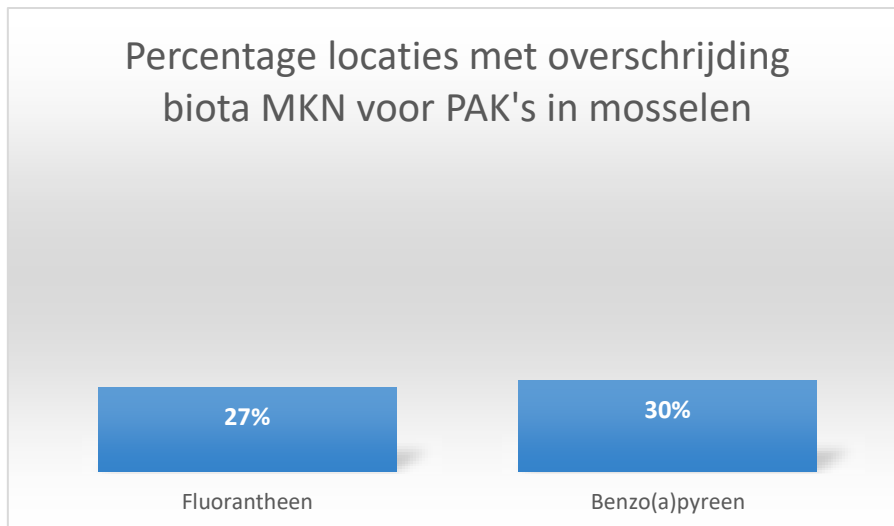 Percentage locaties met overschrijding
biota MKN voor PAK's in mosselen
27%
30%
Fluorantheen
Benzo(a)pyreen